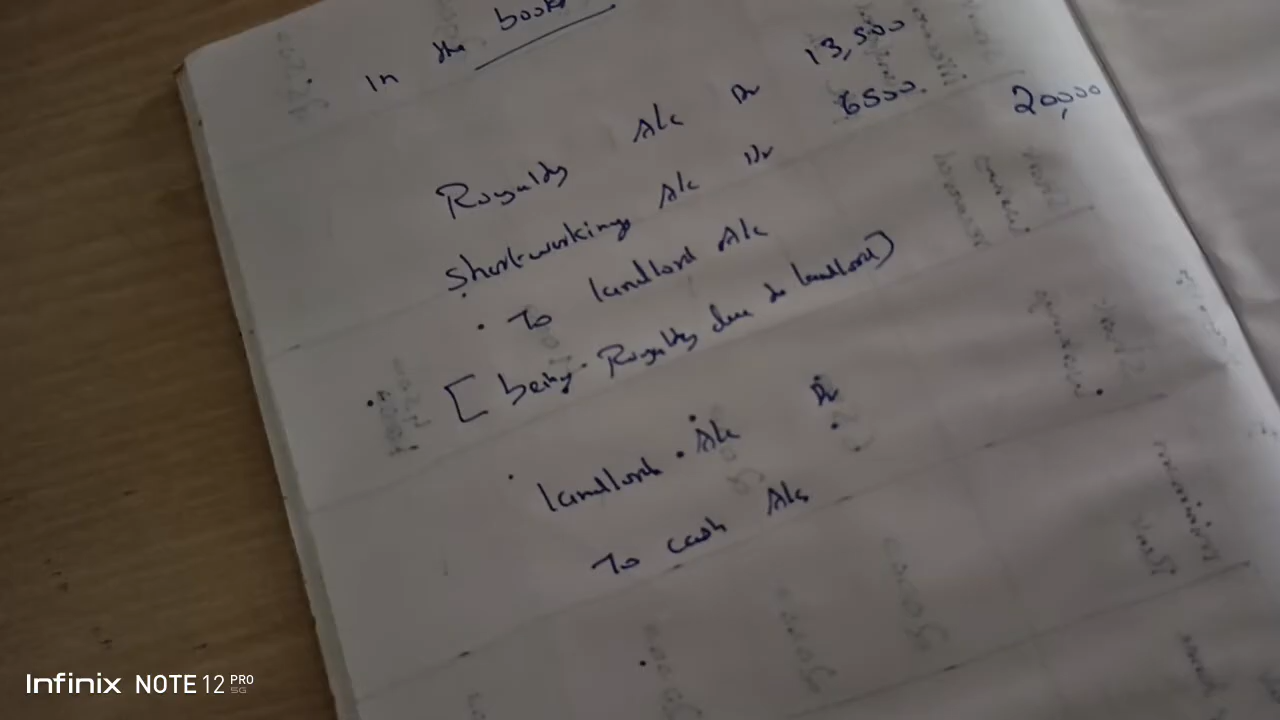 In the books
Royalty A/c Dr 13,500
Shortworking A/c Dr 6500.
To landlord A/c 20,000
[being Royalty due to landlord)
landlord A/c Dr
To cash A/c
Infinix NOTE 12 PRO 5G